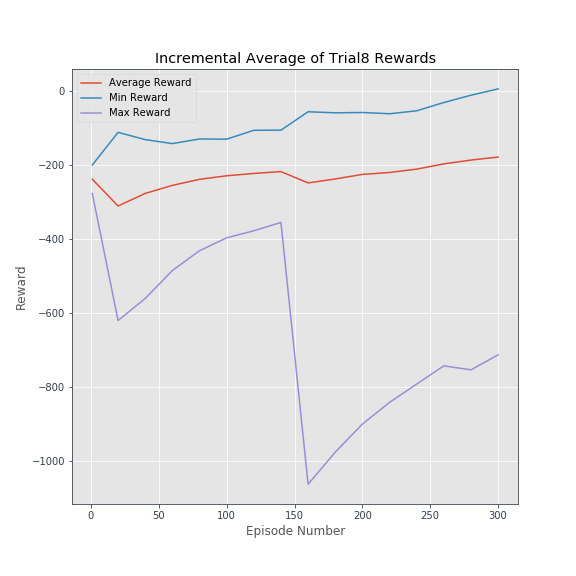 Incremental Average of Trial8 Rewards
Average Reward
Min Reward
Max Reward
Reward
0
−200
−400
−600
−800
−1000
0 50 100 150 200 250 300
Episode Number